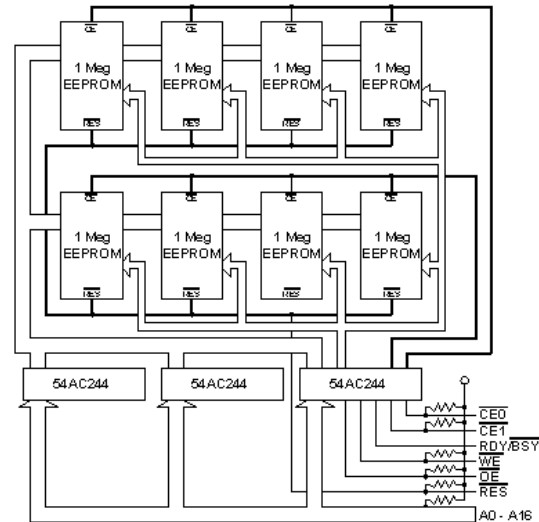 CE CE CE CE
1 Meg 1 Meg 1 Meg 1 Meg
EEPROM EEPROM EEPROM EEPROM
RES RES RES RES
CE CE CE CE
1 Meg 1 Meg 1 Meg 1 Meg
EEPROM EEPROM EEPROM EEPROM
RES RES RES RES
54AC244 54AC244 54AC244
CE0
CE1
RDY/BSY
WE
OE
RES
A0 - A16